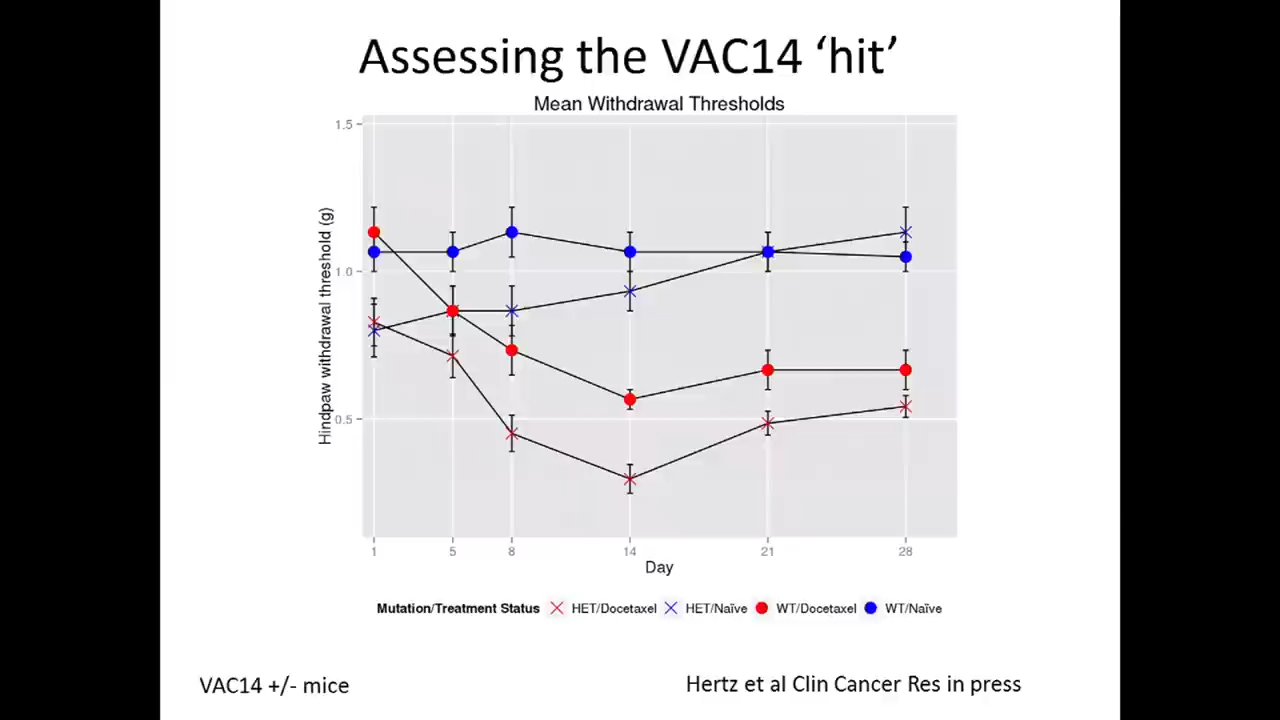 Assessing the VAC14 ‘hit’
Mean Withdrawal Thresholds
Hindpaw withdrawal threshold (g)
1.5
1.0
0.5
1 5 8 14 21 28
Day
Mutation/Treatment Status HET/Docetaxel HET/Naïve WT/Docetaxel WT/Naïve
VAC14 +/- mice
Hertz et al Clin Cancer Res in press